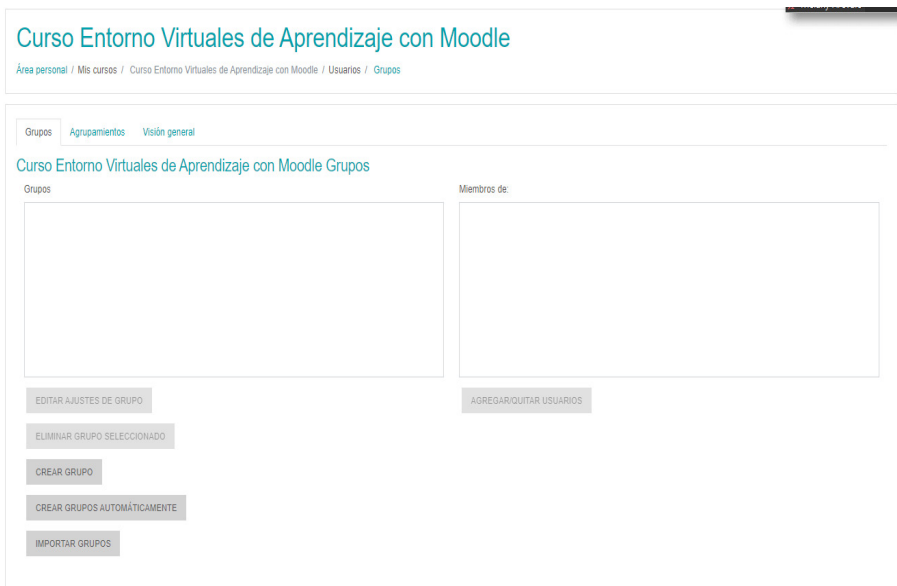 Curso Entorno Virtuales de Aprendizaje con Moodle
Área personal / Mis cursos / Curso Entorno Virtuales de Aprendizaje con Moodle / Usuarios / Grupos
Grupos Agrupamientos Visión general
Curso Entorno Virtuales de Aprendizaje con Moodle Grupos
Grupos Miembros de:
EDITAR AJUSTES DE GRUPO AGREGAR/QUITAR USUARIOS
ELIMINAR GRUPO SELECCIONADO
CREAR GRUPO
CREAR GRUPOS AUTOMÁTICAMENTE
IMPORTAR GRUPOS